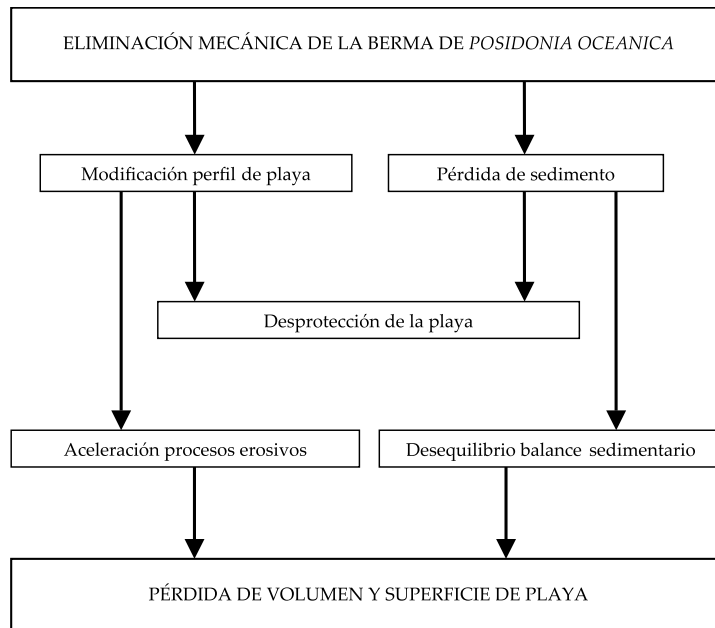 ELIMINACIÓN MECÁNICA DE LA BERMA DE POSIDONIA OCEANICA
Modificación perfil de playa
Pérdida de sedimento
Desprotección de la playa
Aceleración procesos erosivos
Desequilibrio balance sedimentario
PÉRDIDA DE VOLUMEN Y SUPERFICIE DE PLAYA